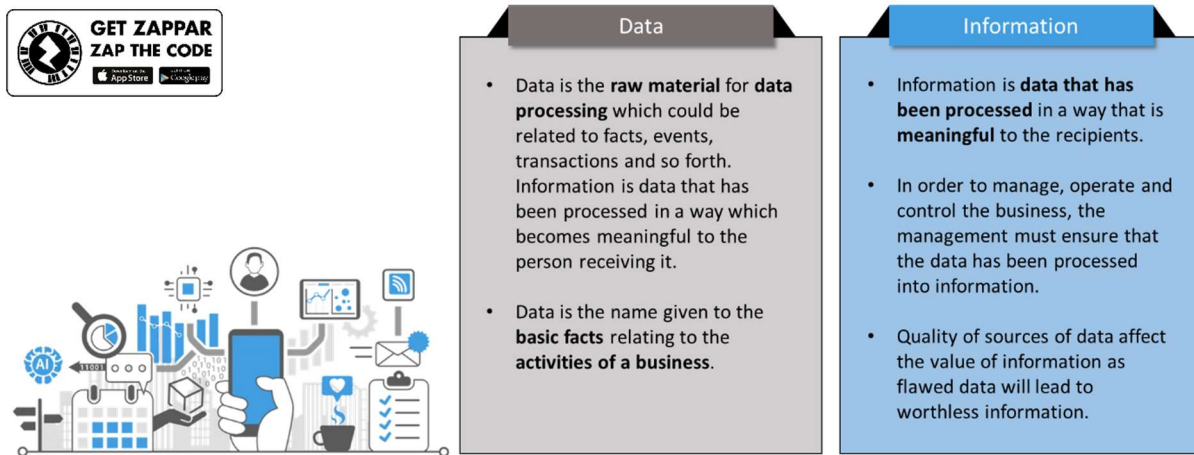 GET ZAPPAR
ZAP THE CODE
App Store
Google play
AI
11001
Data
• Data is the raw material for data
processing which could be
related to facts, events,
transactions and so forth.
Information is data that has
been processed in a way which
becomes meaningful to the
person receiving it.
• Data is the name given to the
basic facts relating to the
activities of a business.
Information
• Information is data that has
been processed in a way that is
meaningful to the recipients.
• In order to manage, operate and
control the business, the
management must ensure that
the data has been processed
into information.
• Quality of sources of data affect
the value of information as
flawed data will lead to
worthless information.